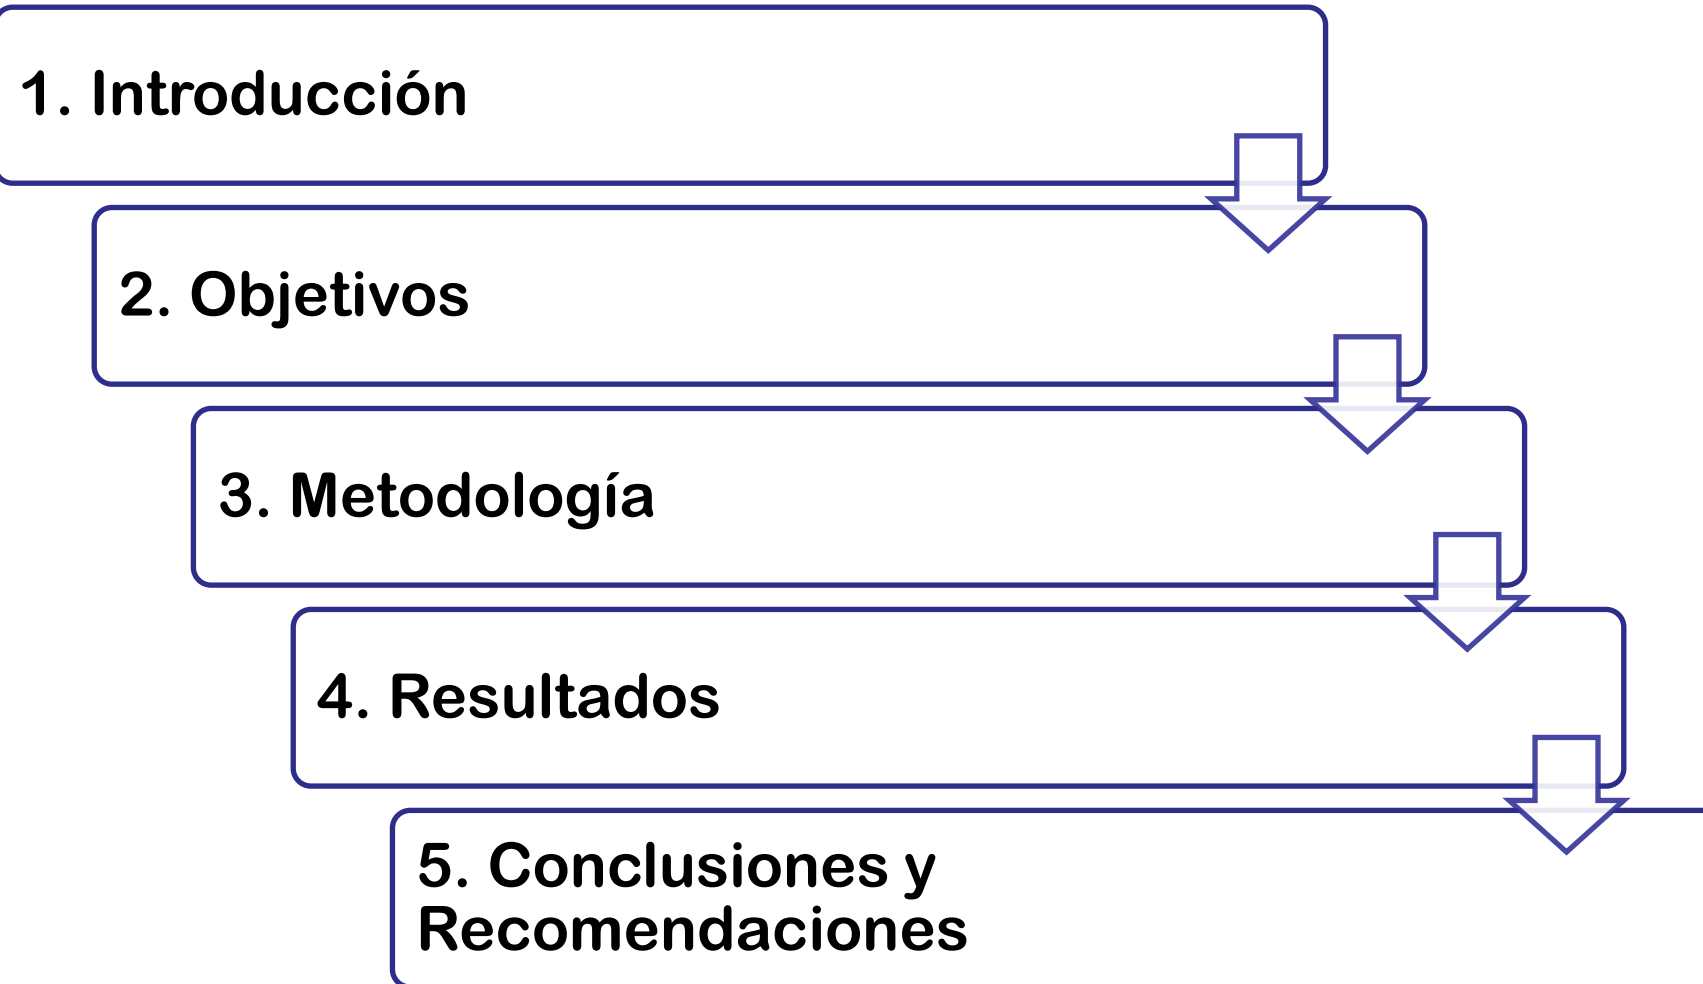 1. Introducción
2. Objetivos
3. Metodología
4. Resultados
5. Conclusiones y
Recomendaciones